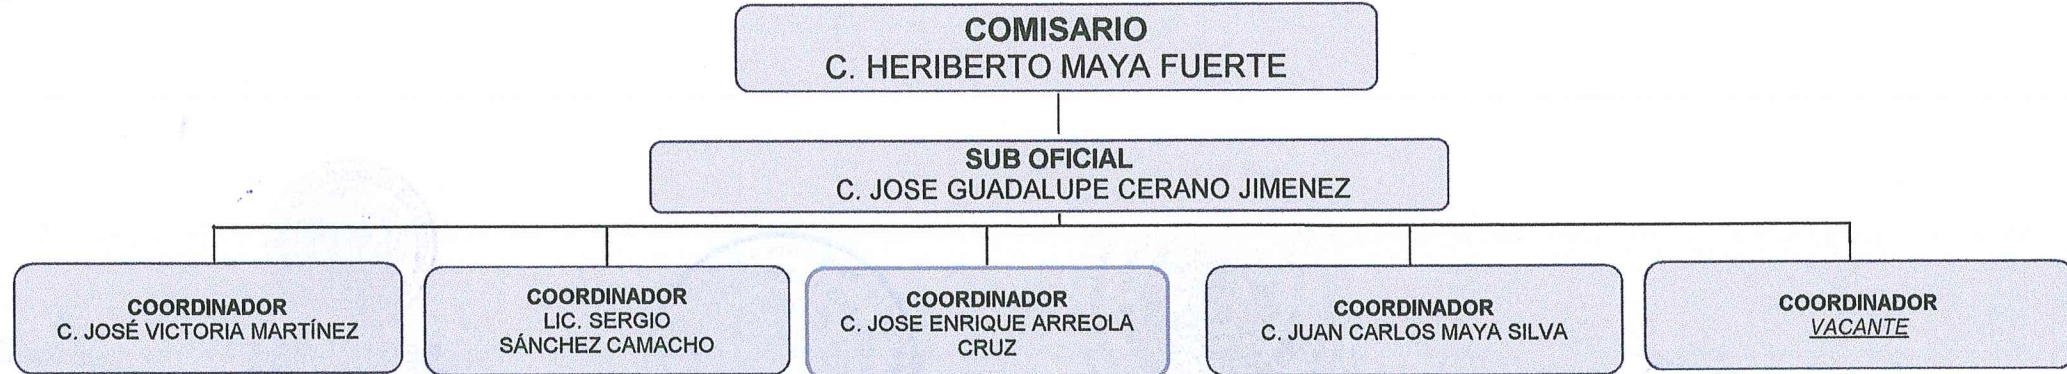 COMISARIO
C. HERIBERTO MAYA FUERTE
SUB OFICIAL
C. JOSE GUADALUPE CERANO JIMENEZ
COORDINADOR
C. JOSÉ VICTORIA MARTÍNEZ
COORDINADOR
LIC. SERGIO
SÁNCHEZ CAMACHO
COORDINADOR
C. JOSE ENRIQUE ARREOLA
CRUZ
COORDINADOR
C. JUAN CARLOS MAYA SILVA
COORDINADOR
VACANTE